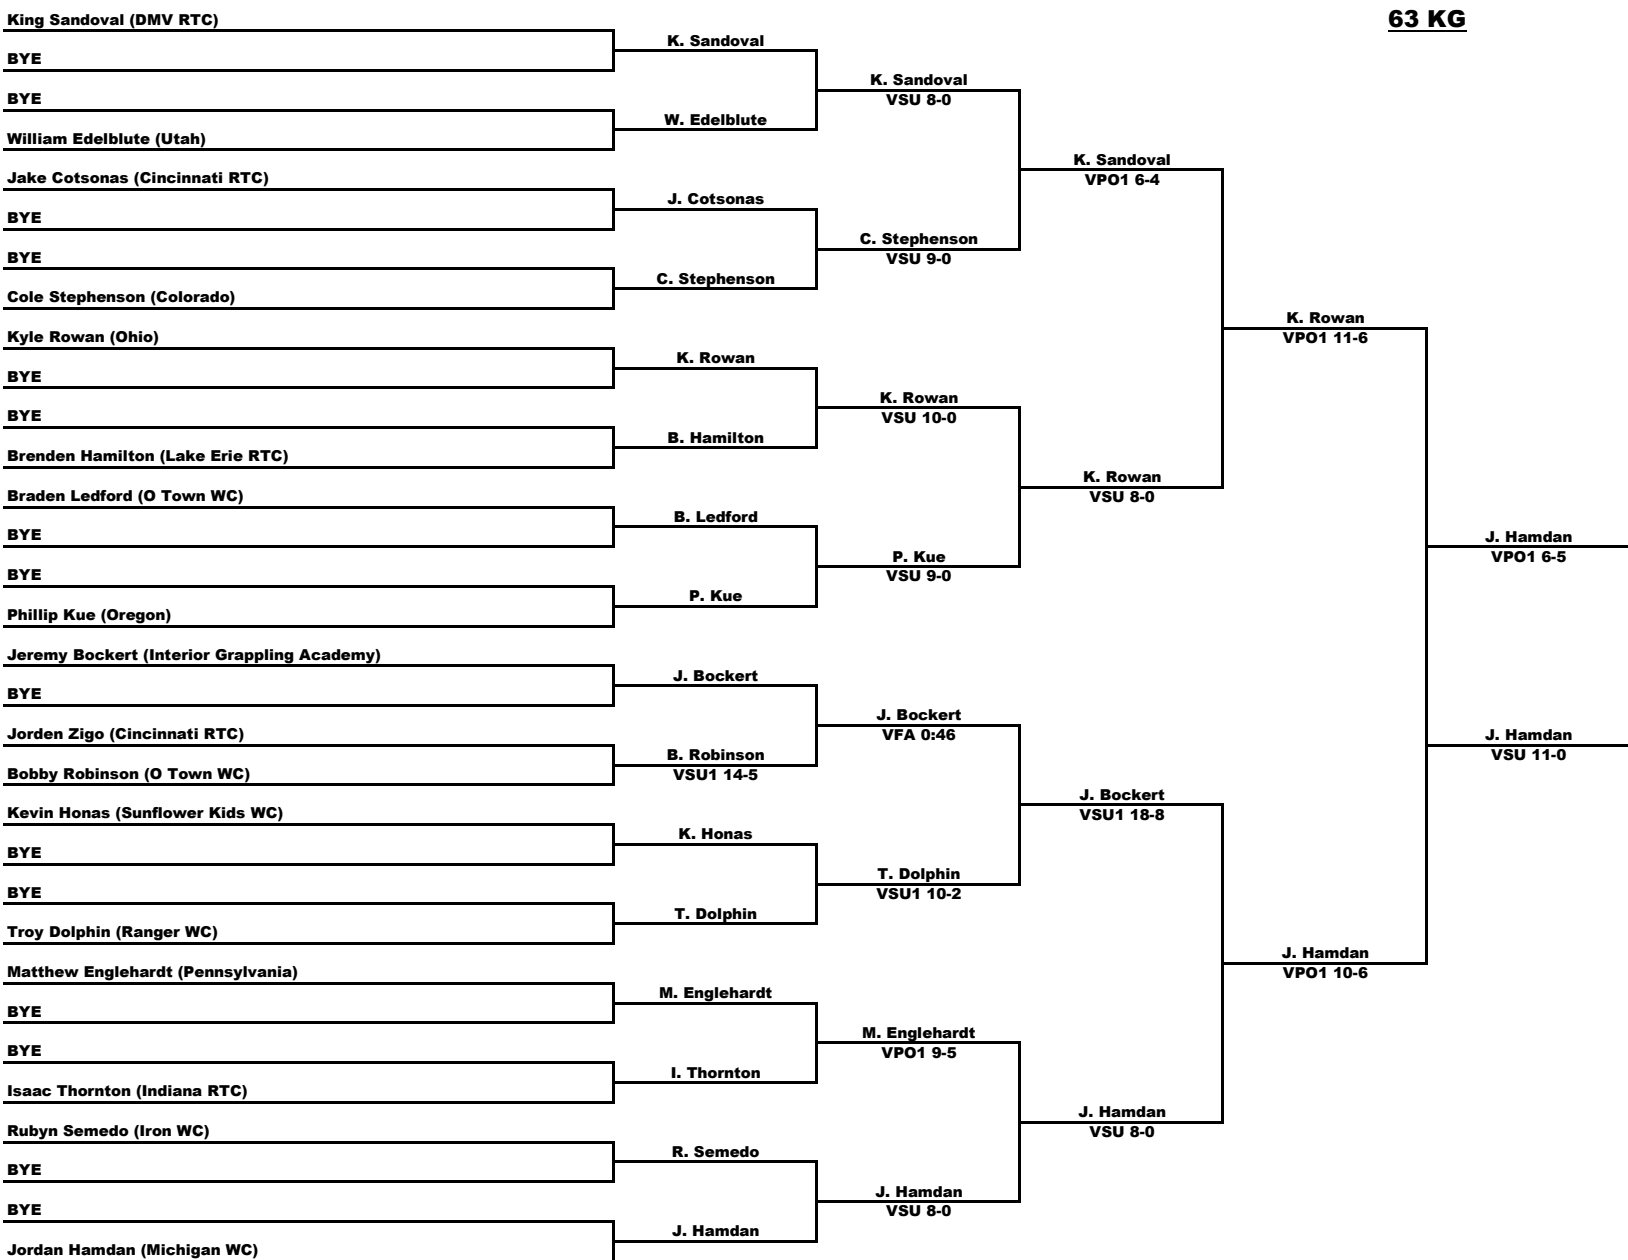 63 KG
King Sandoval (DMV RTC)
BYE
BYE
William Edelblute (Utah)
Jake Cotsonas (Cincinnati RTC)
BYE
BYE
Cole Stephenson (Colorado)
Kyle Rowan (Ohio)
BYE
BYE
Brenden Hamilton (Lake Erie RTC)
Braden Ledford (O Town WC)
BYE
BYE
Phillip Kue (Oregon)
Jeremy Bockert (Interior Grappling Academy)
BYE
Jorden Zigo (Cincinnati RTC)
Bobby Robinson (O Town WC)
Kevin Honas (Sunflower Kids WC)
BYE
BYE
Troy Dolphin (Ranger WC)
Matthew Englehardt (Pennsylvania)
BYE
BYE
Isaac Thornton (Indiana RTC)
Rubyn Semedo (Iron WC)
BYE
BYE
Jordan Hamdan (Michigan WC)
K. Sandoval
W. Edelblute
J. Cotsonas
C. Stephenson
K. Rowan
B. Hamilton
B. Ledford
P. Kue
J. Bockert
B. Robinson
VSU1 14-5
K. Honas
T. Dolphin
M. Englehardt
I. Thornton
R. Semedo
J. Hamdan
K. Sandoval
VSU 8-0
C. Stephenson
VSU 9-0
K. Rowan
VSU 10-0
P. Kue
VSU 9-0
J. Bockert
VFA 0:46
T. Dolphin
VSU1 10-2
M. Englehardt
VPO1 9-5
J. Hamdan
VSU 8-0
K. Sandoval
VPO1 6-4
K. Rowan
VSU 8-0
J. Bockert
VSU1 18-8
J. Hamdan
VSU 8-0
K. Rowan
VPO1 11-6
J. Hamdan
VPO1 10-6
J. Hamdan
VPO1 6-5
J. Hamdan
VSU 11-0